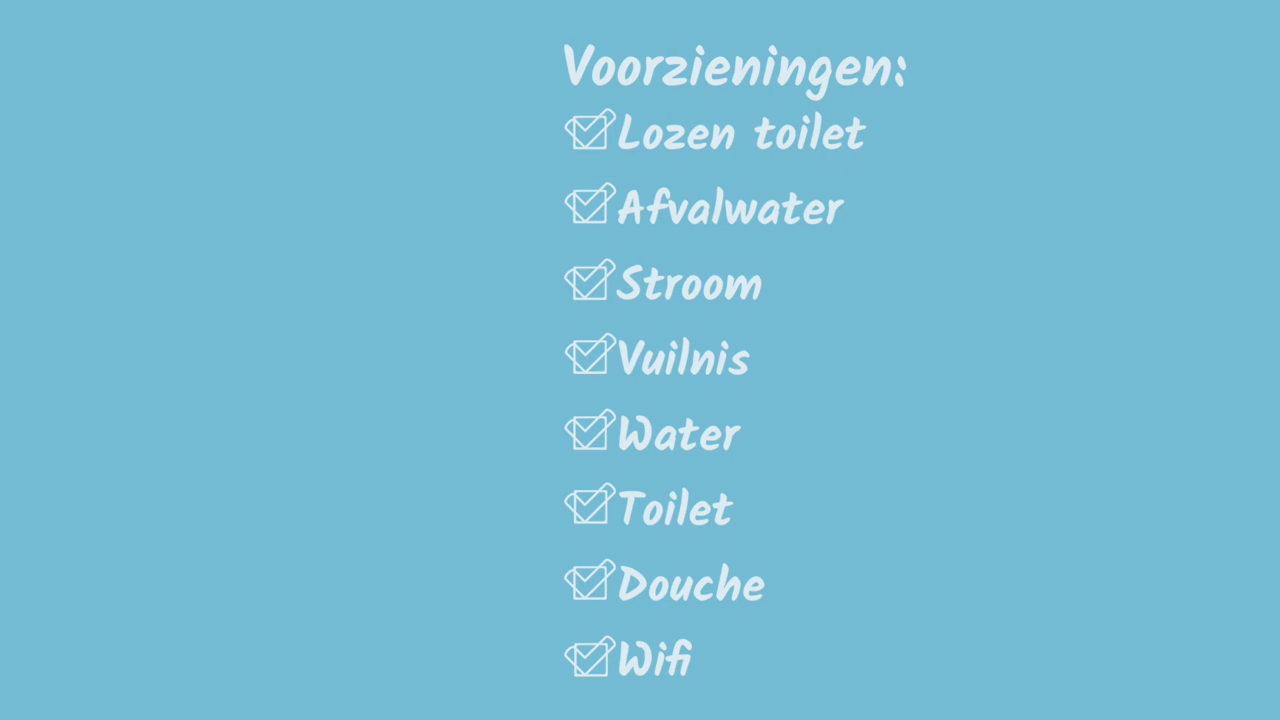 Voorzieningen:
Lozen toilet
Afvalwater
Stroom
Vuilnis
Water
Toilet
Douche
Wifi